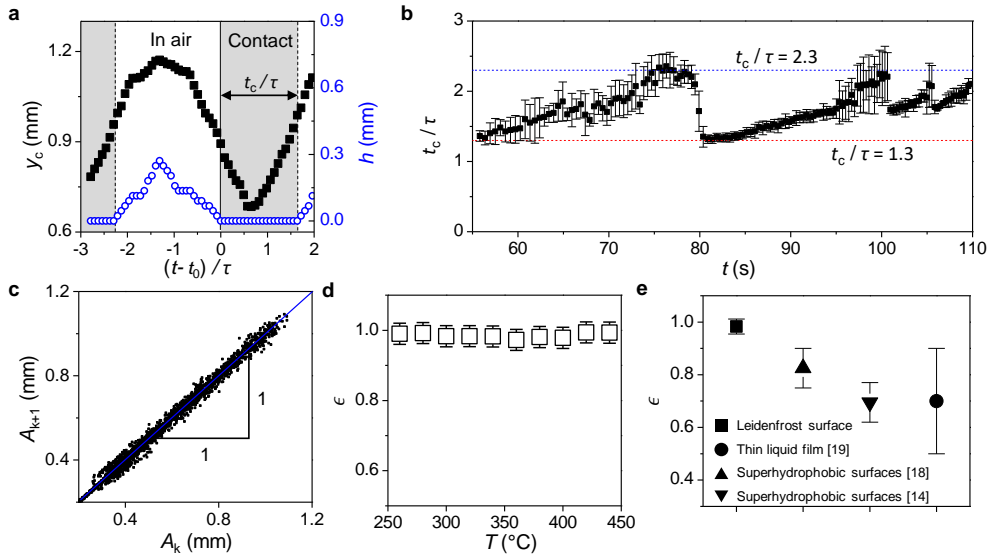 a
In air
Contact
t_c / τ
y_c (mm)
1.2
0.9
0.6
h (mm)
0.9
0.6
0.3
0.0
-3 -2 -1 0 1 2
(t- t_0) / τ
b
t_c / τ = 2.3
t_c / τ = 1.3
t_c / τ
3
2
1
0
60 70 80 90 100 110
t (s)
c
A_{k+1} (mm)
1.2
0.8
0.4
1
1
0.4 0.8 1.2
A_k (mm)
d
ϵ
1.0
0.8
0.6
250 300 350 400 450
T (°C)
e
ϵ
1.0
0.8
0.6
0.4
Leidenfrost surface
Thin liquid film [19]
Superhydrophobic surfaces [18]
Superhydrophobic surfaces [14]